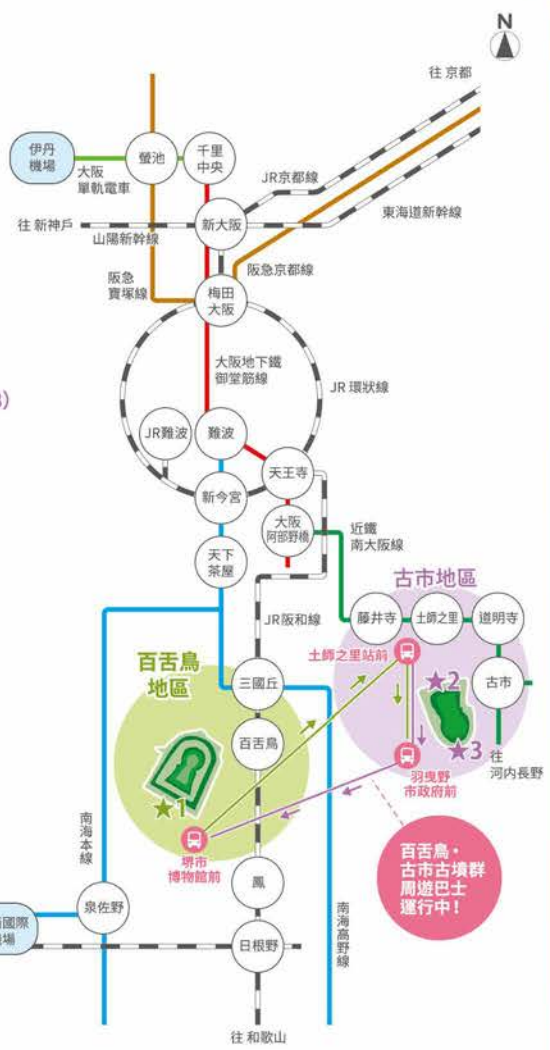 N
往 京都
伊丹
機場
大阪
單軌電車
螢池
千里
中央
JR京都線
東海道新幹線
往 新神戶
山陽新幹線
新大阪
阪急京都線
阪急
寶塚線
梅田
大阪
大阪地下鐵
御堂筋線
JR 環狀線
JR難波
難波
天王寺
新今宮
大阪
阿部野橋
近鐵
南大阪線
天下
茶屋
古市地區
藤井寺
土師之里
道明寺
JR阪和線
土師之里站前
百舌鳥
地區
三國丘
★2
古市
百舌鳥
★3
往
河内長野
羽曳野
市政府前
★1
堺市
博物館前
南海本線
百舌鳥・
古市古墳群
周遊巴士
運行中!
鳳
泉佐野
南海高野線
國際
機場
日根野
往 和歌山